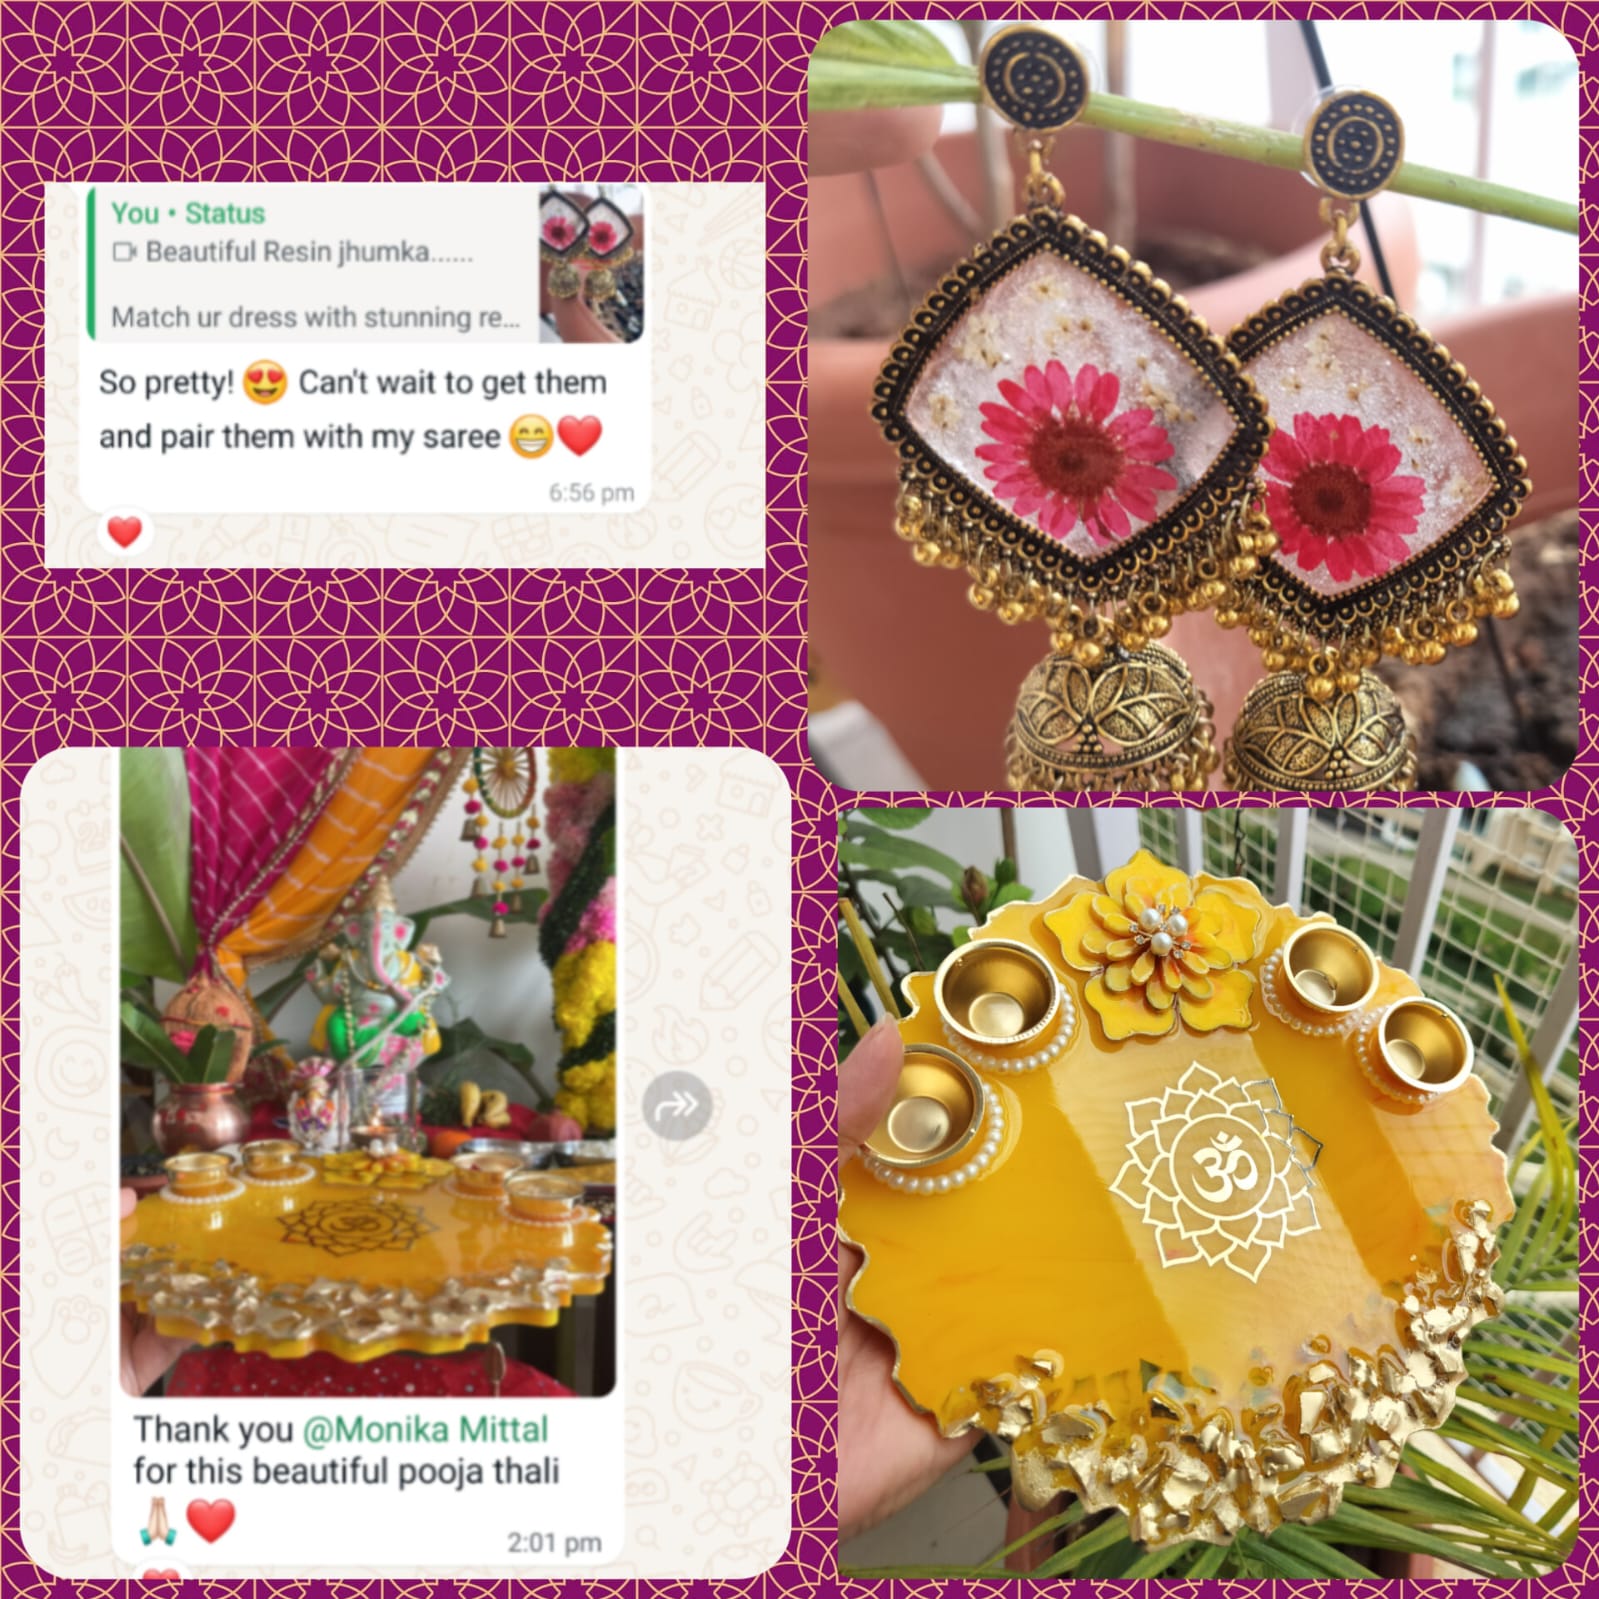 You • Status
Beautiful Resin jhumka......
Match ur dress with stunning re...
So pretty! 😍 Can't wait to get them
and pair them with my saree 😁❤️
6:56 pm
❤️
ॐ
Thank you @Monika Mittal
for this beautiful pooja thali
🙏🏻❤️
2:01 pm